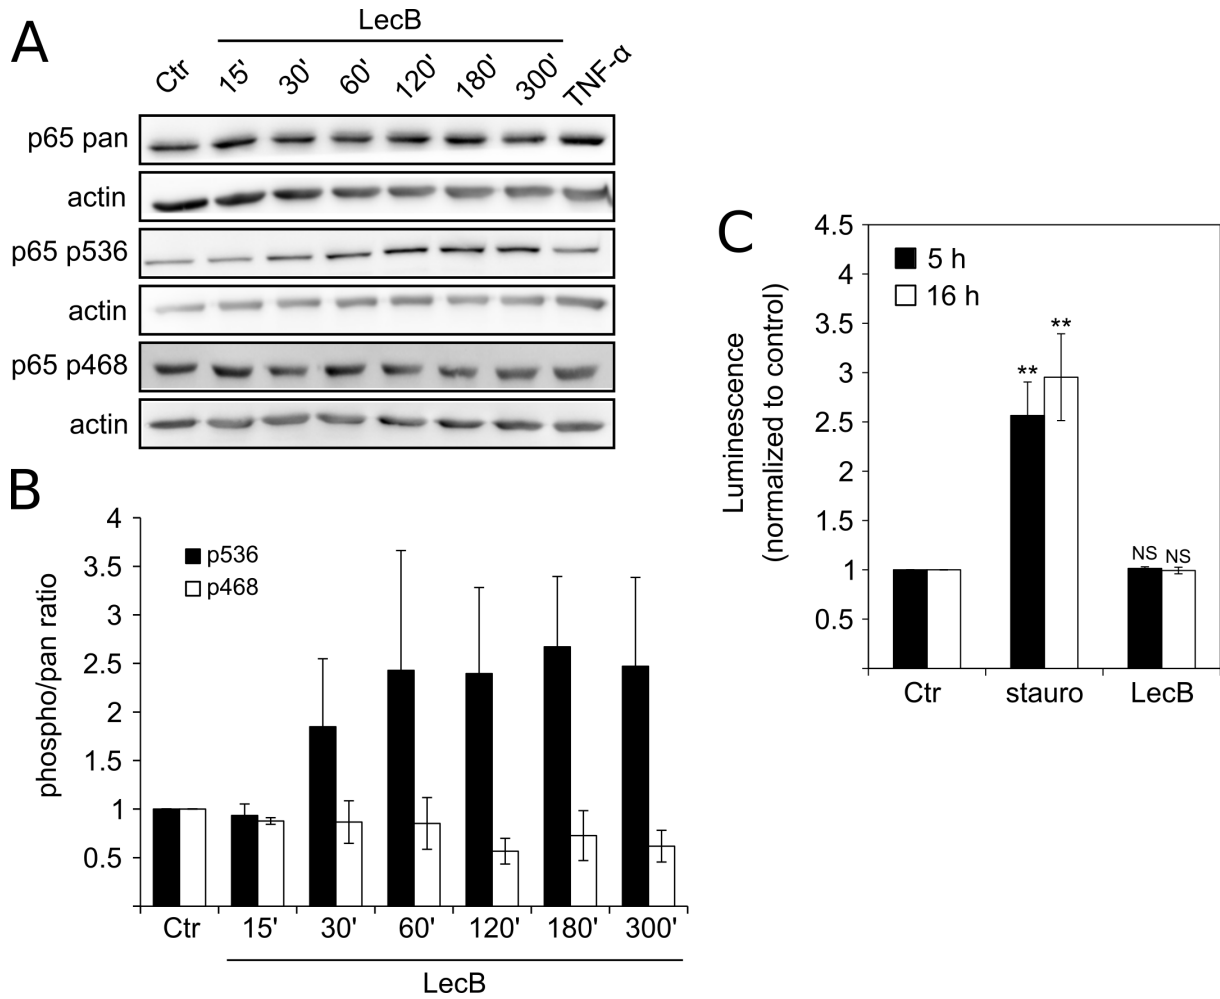 A
LecB
Ctr 15' 30' 60' 120' 180' 300' TNF-α
p65 pan
actin
p65 p536
actin
p65 p468
actin
B
phospho/pan ratio
4
3.5
3
2.5
2
1.5
1
0.5
p536
p468
Ctr 15' 30' 60' 120' 180' 300'
LecB
C
Luminescence
(normalized to control)
4.5
4
3.5
3
2.5
2
1.5
1
0.5
5 h
16 h
** **
NS NS
Ctr stauro LecB